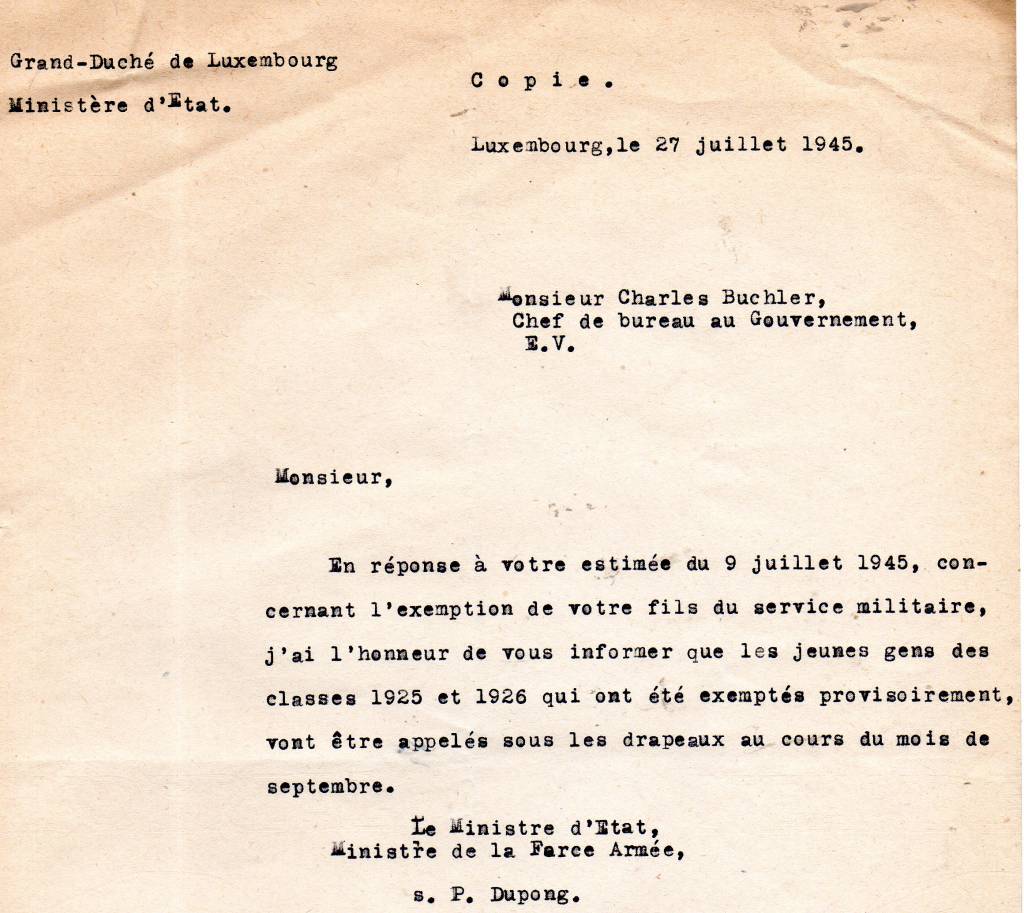 Grand-Duché de Luxembourg
Ministère d'Etat.
Copie.
Luxembourg,le 27 juillet 1945.
Monsieur Charles Buchler,
Chef de bureau au Gouvernement,
E.V.
Monsieur,
En réponse à votre estimée du 9 juillet 1945, con-
cernant l'exemption de votre fils du service militaire,
j'ai l'honneur de vous informer que les jeunes gens des
classes 1925 et 1926 qui ont été exemptés provisoirement,
vont être appelés sous les drapeaux au cours du mois de
septembre.
Le Ministre d'Etat,
Ministre de la Farce Armée,
s. P. Dupong.